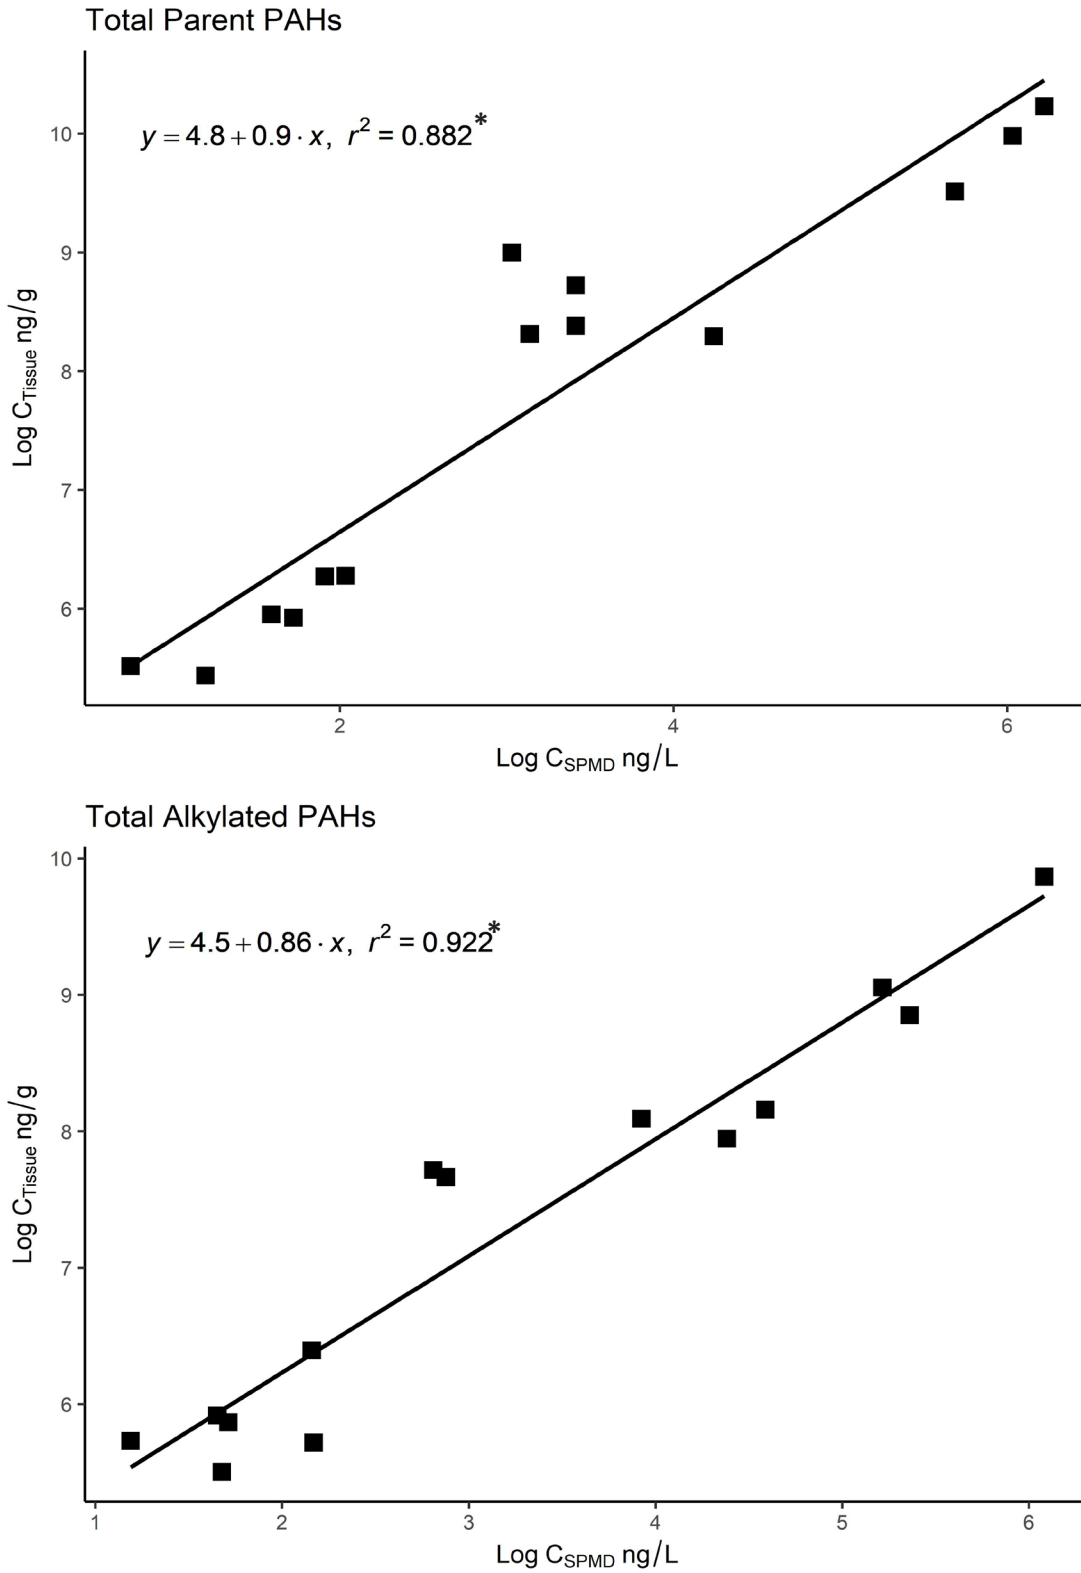 Total Parent PAHs
y = 4.8 + 0.9 · x, r² = 0.882*
10
9
8
7
6
Log C_Tissue ng/g
2 4 6
Log C_SPMD ng/L
Total Alkylated PAHs
y = 4.5 + 0.86 · x, r² = 0.922*
10
9
8
7
6
Log C_Tissue ng/g
1 2 3 4 5 6
Log C_SPMD ng/L